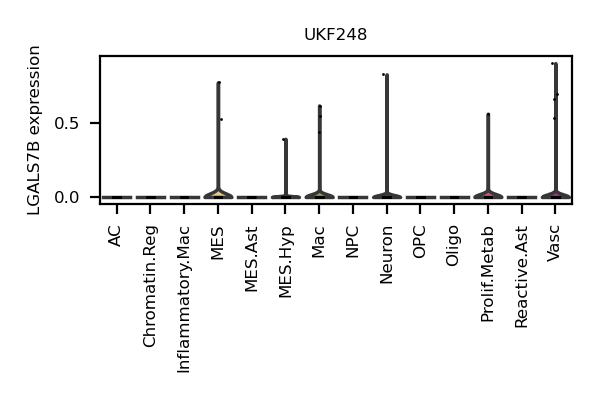 UKF248
LGALS7B expression
0.5
0.0
AC
Chromatin.Reg
Inflammatory.Mac
MES
MES.Ast
MES.Hyp
Mac
NPC
Neuron
OPC
Oligo
Prolif.Metab
Reactive.Ast
Vasc